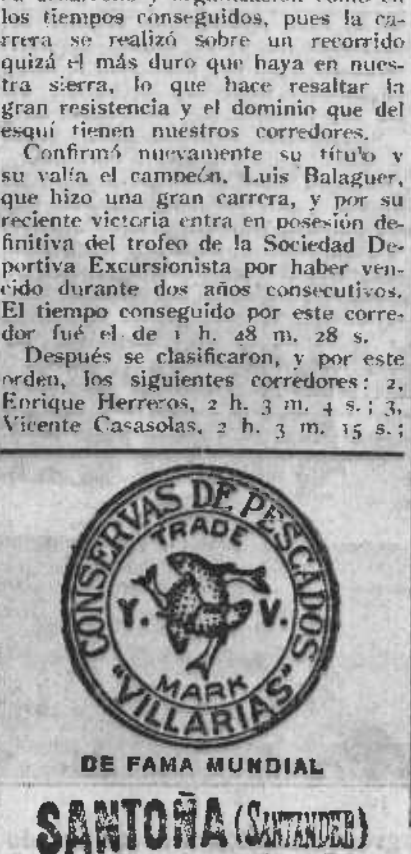 los tiempos conseguidos, pues la ca-
rrera se realizó sobre un recorrido
quizá el más duro que haya en nues-
tra sierra, lo que hace resaltar la
gran resistencia y el dominio que del
esquí tienen nuestros corredores.
Confirmó nuevamente su título y
su valía el campeón, Luis Balaguer,
que hizo una gran carrera, y por su
reciente victoria entra en posesión de-
finitiva del trofeo de la Sociedad De-
portiva Excursionista por haber ven-
cido durante dos años consecutivos.
El tiempo conseguido por este corre-
dor fué el de 1 h. 48 m. 28 s.
Después se clasificaron, y por este
orden, los siguientes corredores: 2,
Enrique Herreros, 2 h. 3 m. 4 s.; 3,
Vicente Casasolas, 2 h. 3 m. 15 s.;
CONSERVAS DE PESCADOS
TRADE
Y. V.
MARK
"VILLARIAS"
DE FAMA MUNDIAL
SANTOÑA (SANTANDER)